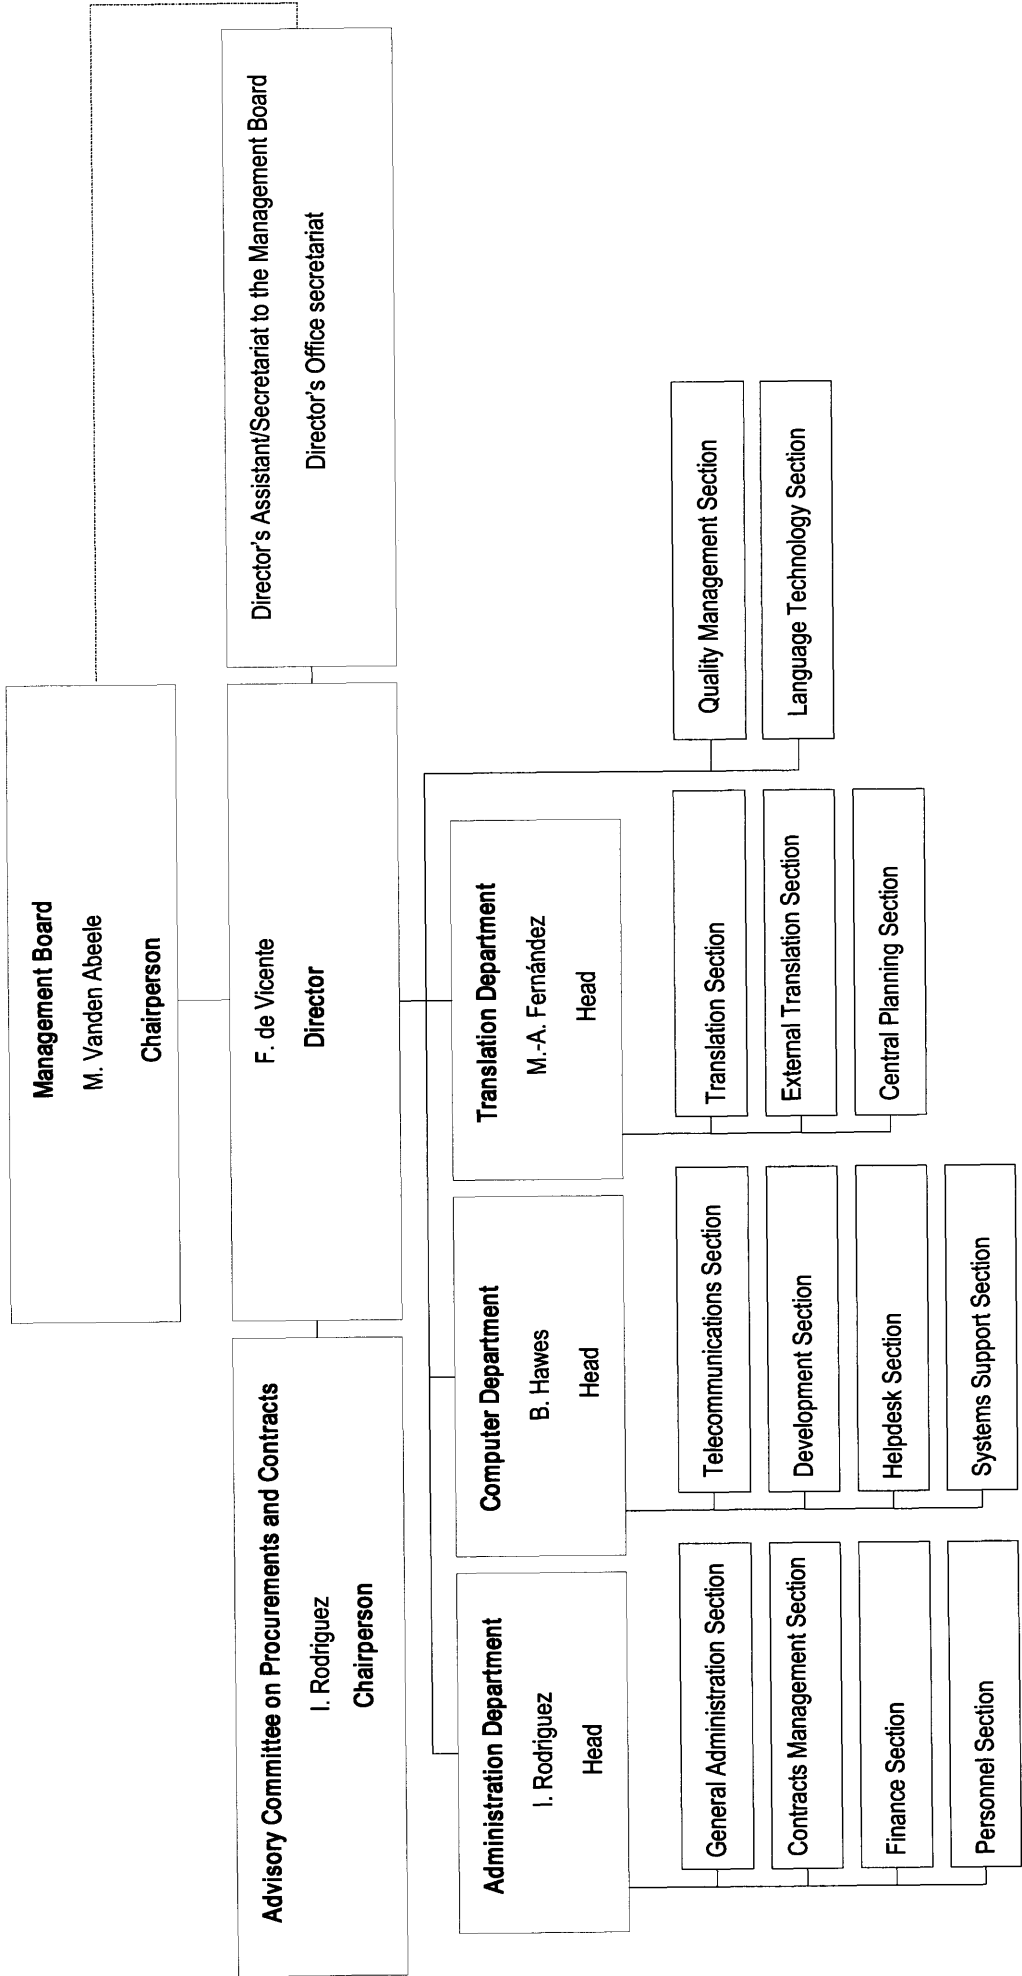 Management Board
M. Vanden Abeele
Chairperson
Advisory Committee on Procurements and Contracts
I. Rodriguez
Chairperson
F. de Vicente
Director
Director's Assistant/Secretariat to the Management Board
Director's Office secretariat
Administration Department
I. Rodriguez
Head
General Administration Section
Contracts Management Section
Finance Section
Personnel Section
Computer Department
B. Hawes
Head
Telecommunications Section
Development Section
Helpdesk Section
Systems Support Section
Translation Department
M.-A. Fernández
Head
Translation Section
External Translation Section
Central Planning Section
Quality Management Section
Language Technology Section